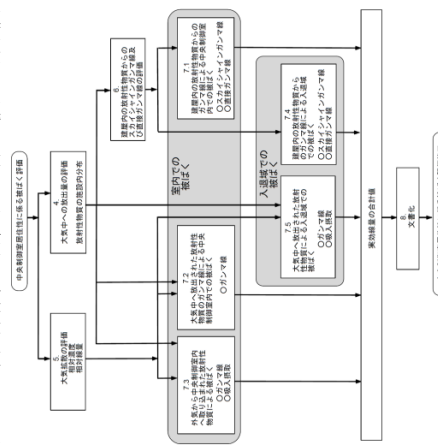 中央制御室居住性に係る被ばく評価
5.
大気拡散の評価
相対濃度
相対線量
4.
大気中への放出量の評価
放射性物質の施設内分布
6.
建屋内の放射性物質からの
スカイシャインガンマ線及
び直接ガンマ線の評価
室内での
被ばく
7.3
外気から中央制御室内
へ取り込まれた放射性
物質による被ばく
○ガンマ線
○吸入摂取
7.2
大気中へ放出された放射性
物質のガンマ線による中央
制御室内での被ばく
○ガンマ線
7.1
建屋内の放射性物質からの
ガンマ線による中央制御室
内での被ばく
○スカイシャインガンマ線
○直接ガンマ線
入退域での
被ばく
7.5
大気中へ放出された放射
性物質による入退域での
被ばく
○ガンマ線
○吸入摂取
7.4
建屋内の放射性物質から
のガンマ線による入退域
での被ばく
○スカイシャインガンマ線
○直接ガンマ線
実効線量の合計値
8.
文書化